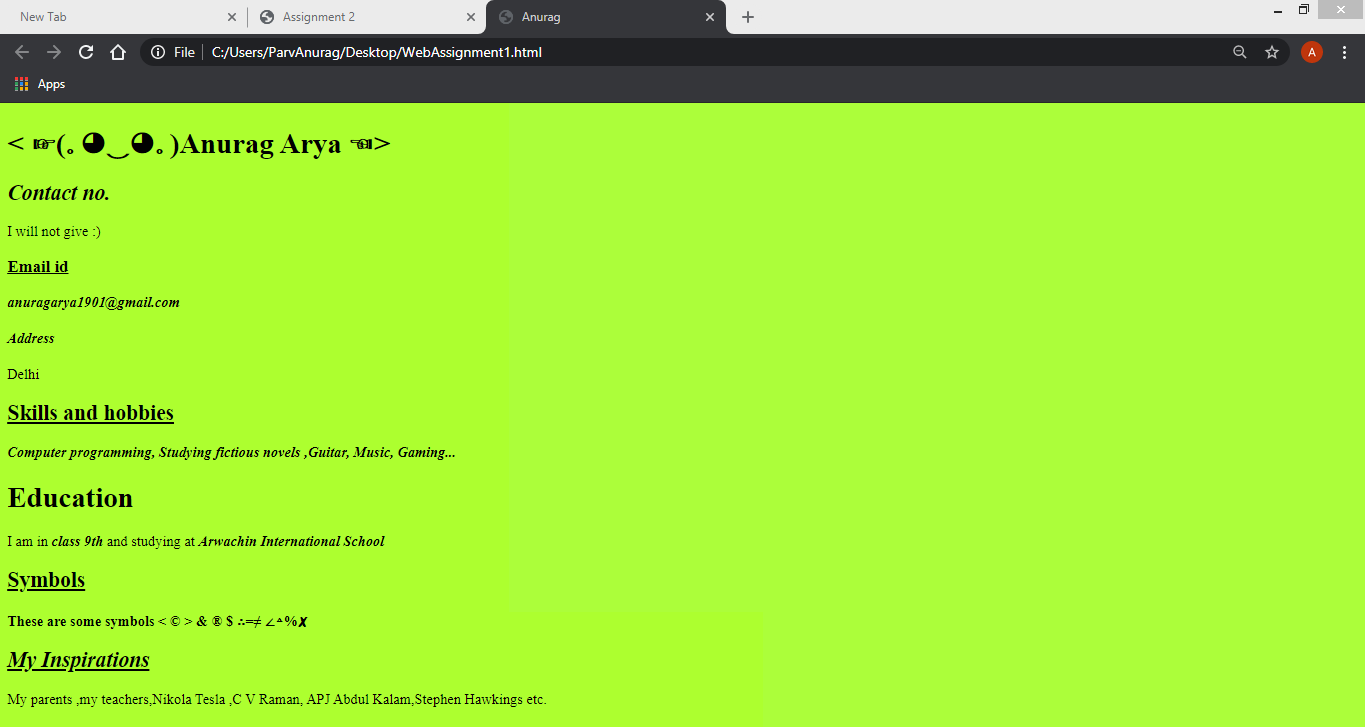 New Tab
Assignment 2
Anurag
File
C:/Users/ParvAnurag/Desktop/WebAssignment1.html
A
Apps
< ☞(｡◕‿◕｡)Anurag Arya ☜>
Contact no.
I will not give :)
Email id
anuragarya1901@gmail.com
Address
Delhi
Skills and hobbies
Computer programming, Studying fictious novels ,Guitar, Music, Gaming...
Education
I am in class 9th and studying at Arwachin International School
Symbols
These are some symbols < © > & ® $ ∴=≠ ∠≏%✘
My Inspirations
My parents ,my teachers,Nikola Tesla ,C V Raman, APJ Abdul Kalam,Stephen Hawkings etc.